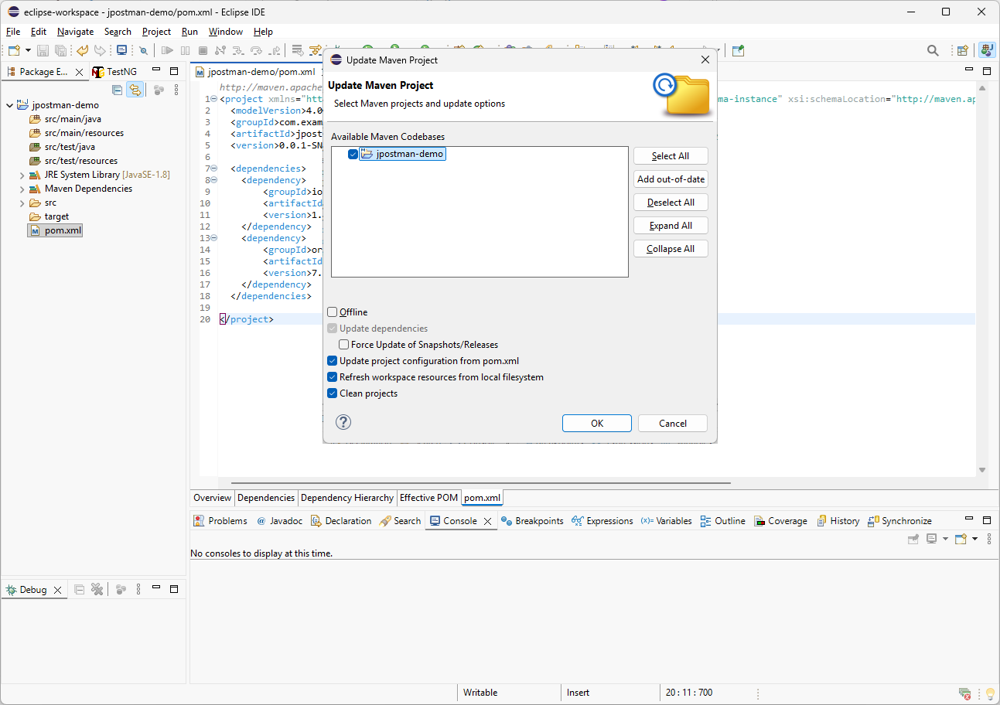 eclipse-workspace - jpostman-demo/pom.xml - Eclipse IDE
File Edit Navigate Search Project Run Window Help
Package E... TestNG
jpostman-demo
src/main/java
src/main/resources
src/test/java
src/test/resources
JRE System Library [JavaSE-1.8]
Maven Dependencies
src
target
pom.xml
jpostman-demo/pom.xml
http://maven.apache
1 <project xmlns="htt ma-instance" xsi:schemaLocation="http://maven.ap
2 <modelVersion>4.0
3 <groupId>com.exam
4 <artifactId>jpost
5 <version>0.0.1-SN
6
7 <dependencies>
8 <dependency>
9 <groupId>io
10 <artifactId
11 <version>1.
12 </dependency>
13 <dependency>
14 <groupId>or
15 <artifactId
16 <version>7.
17 </dependency>
18 </dependencies>
19
20 </project>
Update Maven Project
Update Maven Project
Select Maven projects and update options
Available Maven Codebases
jpostman-demo
Select All
Add out-of-date
Deselect All
Expand All
Collapse All
Offline
Update dependencies
Force Update of Snapshots/Releases
Update project configuration from pom.xml
Refresh workspace resources from local filesystem
Clean projects
OK Cancel
Overview Dependencies Dependency Hierarchy Effective POM pom.xml
Problems @ Javadoc Declaration Search Console Breakpoints Expressions (x)= Variables Outline Coverage History Synchronize
No consoles to display at this time.
Debug
Writable Insert 20 : 11 : 700